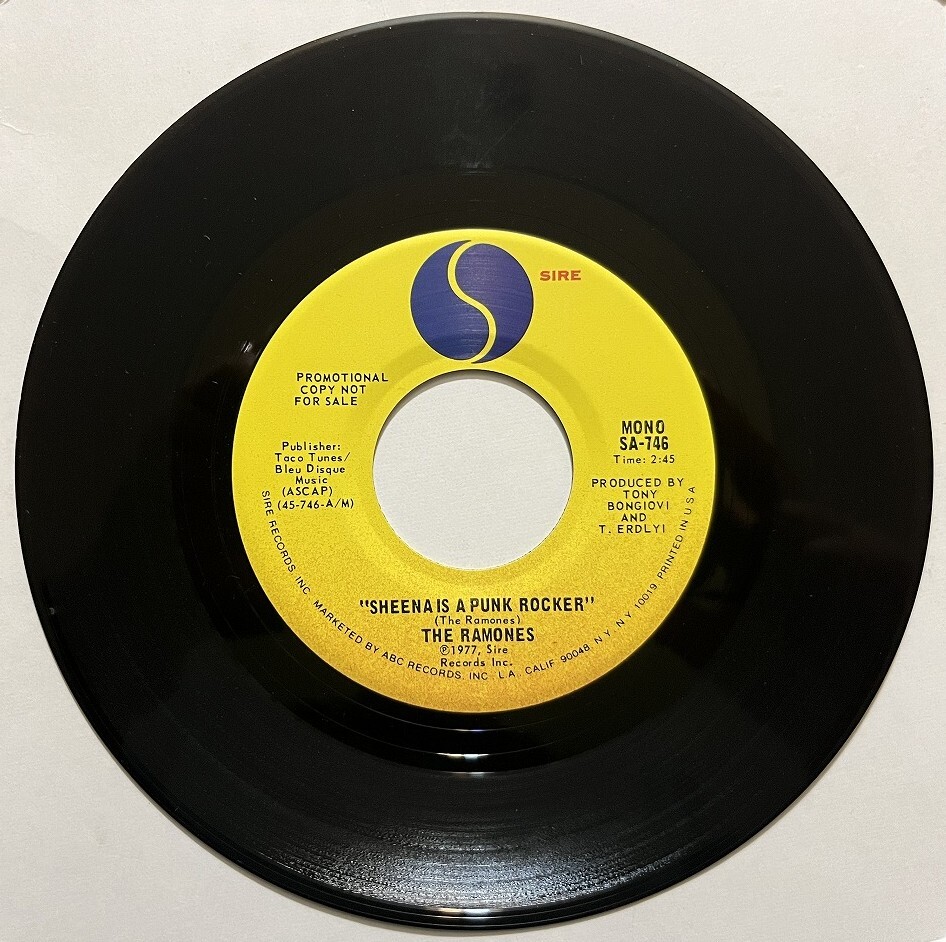 SIRE
PROMOTIONAL
COPY NOT
FOR SALE
MONO
SA-746
Time: 2:45
Publisher:
Taco Tunes/
Bleu Disque
Music
(ASCAP)
(45-746-A/M)
PRODUCED BY
TONY
BONGIOVI
AND
T. ERDLYI
"SHEENA IS A PUNK ROCKER"
(The Ramones)
THE RAMONES
℗1977, Sire
Records Inc.
SIRE RECORDS, INC. MARKETED BY ABC RECORDS, INC. L.A., CALIF 90048 N.Y. N.Y. 10019 PRINTED IN U S A